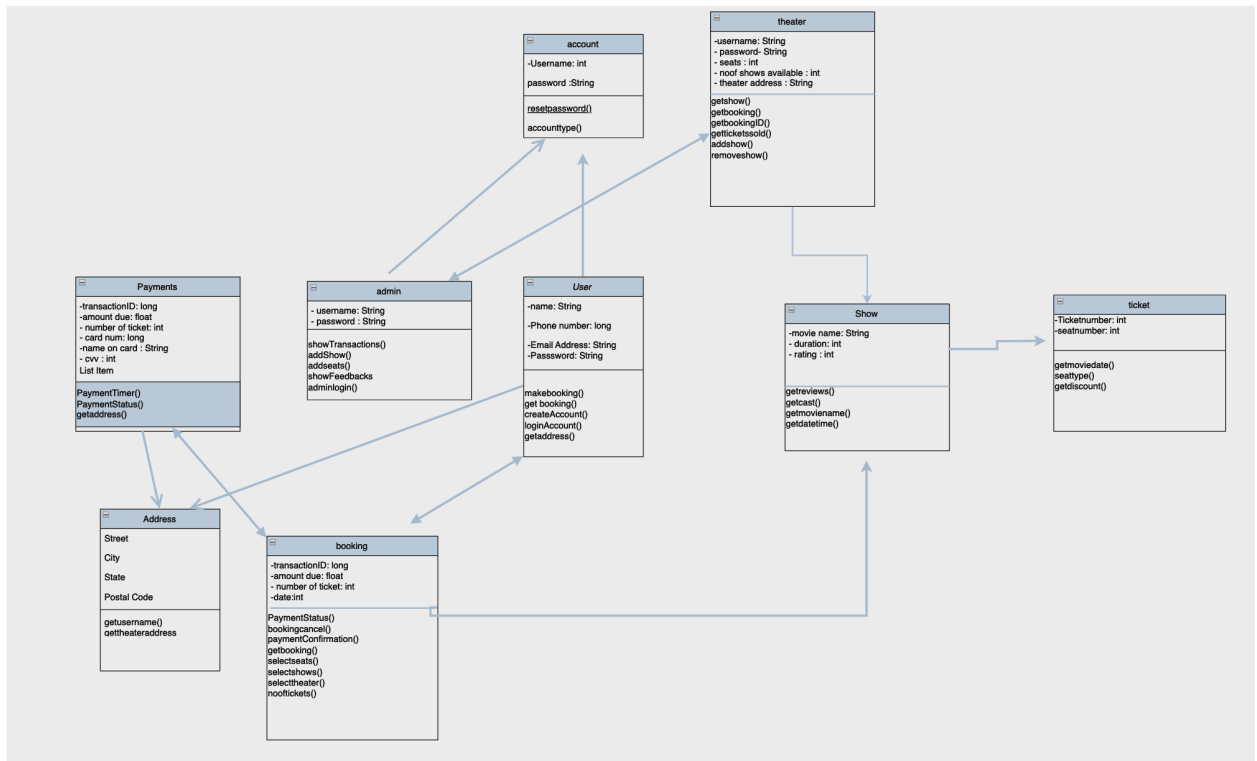 account
-Username: int
password :String
resetpassword()
accounttype()
theater
-username: String
- password- String
- seats : int
- noof shows available : int
- theater address : String
getshow()
getbooking()
getbookingID()
getticketssold()
addshow()
removeshow()
Payments
-transactionID: long
-amount due: float
- number of ticket: int
- card num: long
-name on card : String
- cvv : int
List Item
PaymentTimer()
PaymentStatus()
getaddress()
admin
- username: String
- password : String
showTransactions()
addShow()
addseats()
showFeedbacks
adminlogin()
User
-name: String
-Phone number: long
-Email Address: String
-Passsword: String
makebooking()
get booking()
createAccount()
loginAccount()
getaddress()
Show
-movie name: String
- duration: int
- rating : int
getreviews()
getcast()
getmoviename()
getdatetime()
ticket
-Ticketnumber: int
-seatnumber: int
getmoviedate()
seattype()
getdiscount()
Address
Street
City
State
Postal Code
getusername()
gettheateraddress
booking
-transactionID: long
-amount due: float
- number of ticket: int
-date:int
PaymentStatus()
bookingcancel()
paymentConfirmation()
getbooking()
selectseats()
selectshows()
selecttheater()
nooftickets()